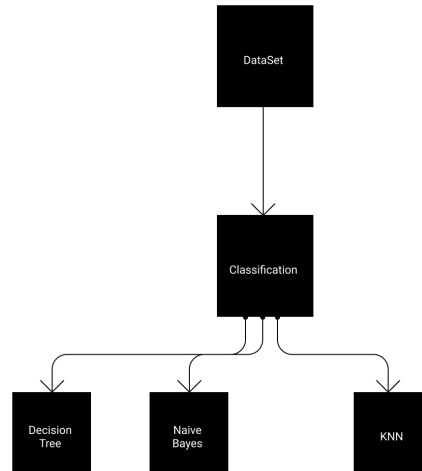 DataSet
Classification
Decision
Tree
Naive
Bayes
KNN